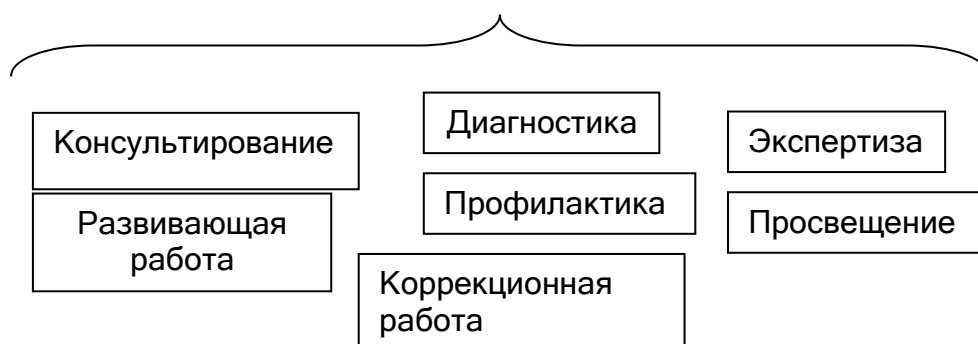 Консультирование
Диагностика
Экспертиза
Развивающая
работа
Профилактика
Просвещение
Коррекционная
работа